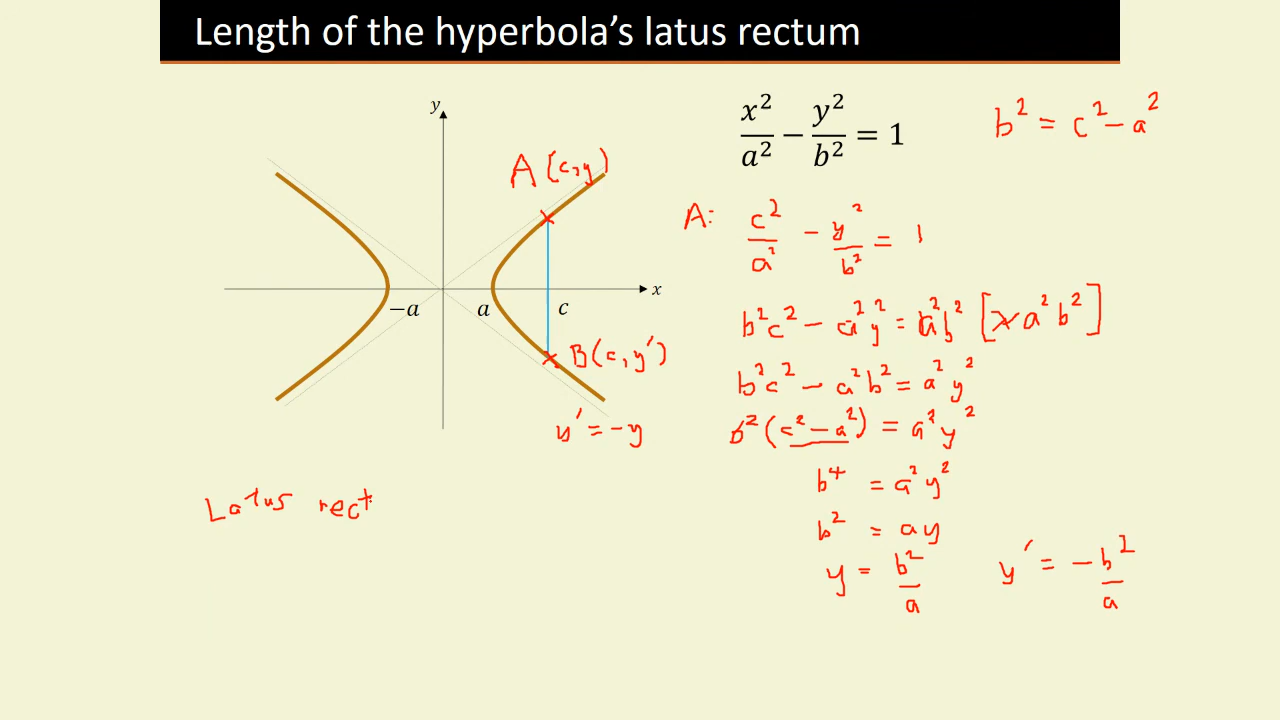 Length of the hyperbola's latus rectum
y
x²/a² − y²/b² = 1
b² = c² − a²
A (c,y)
A: c²/a² − y²/b² = 1
x
−a
a
c
b²c² − a²y² = a²b² [× a²b²]
B(c, y')
b²c² − a²b² = a²y²
y' = −y
b²(c² − a²) = a²y²
b⁴ = a²y²
Latus rect
b² = ay
y = b²/a
y' = −b²/a